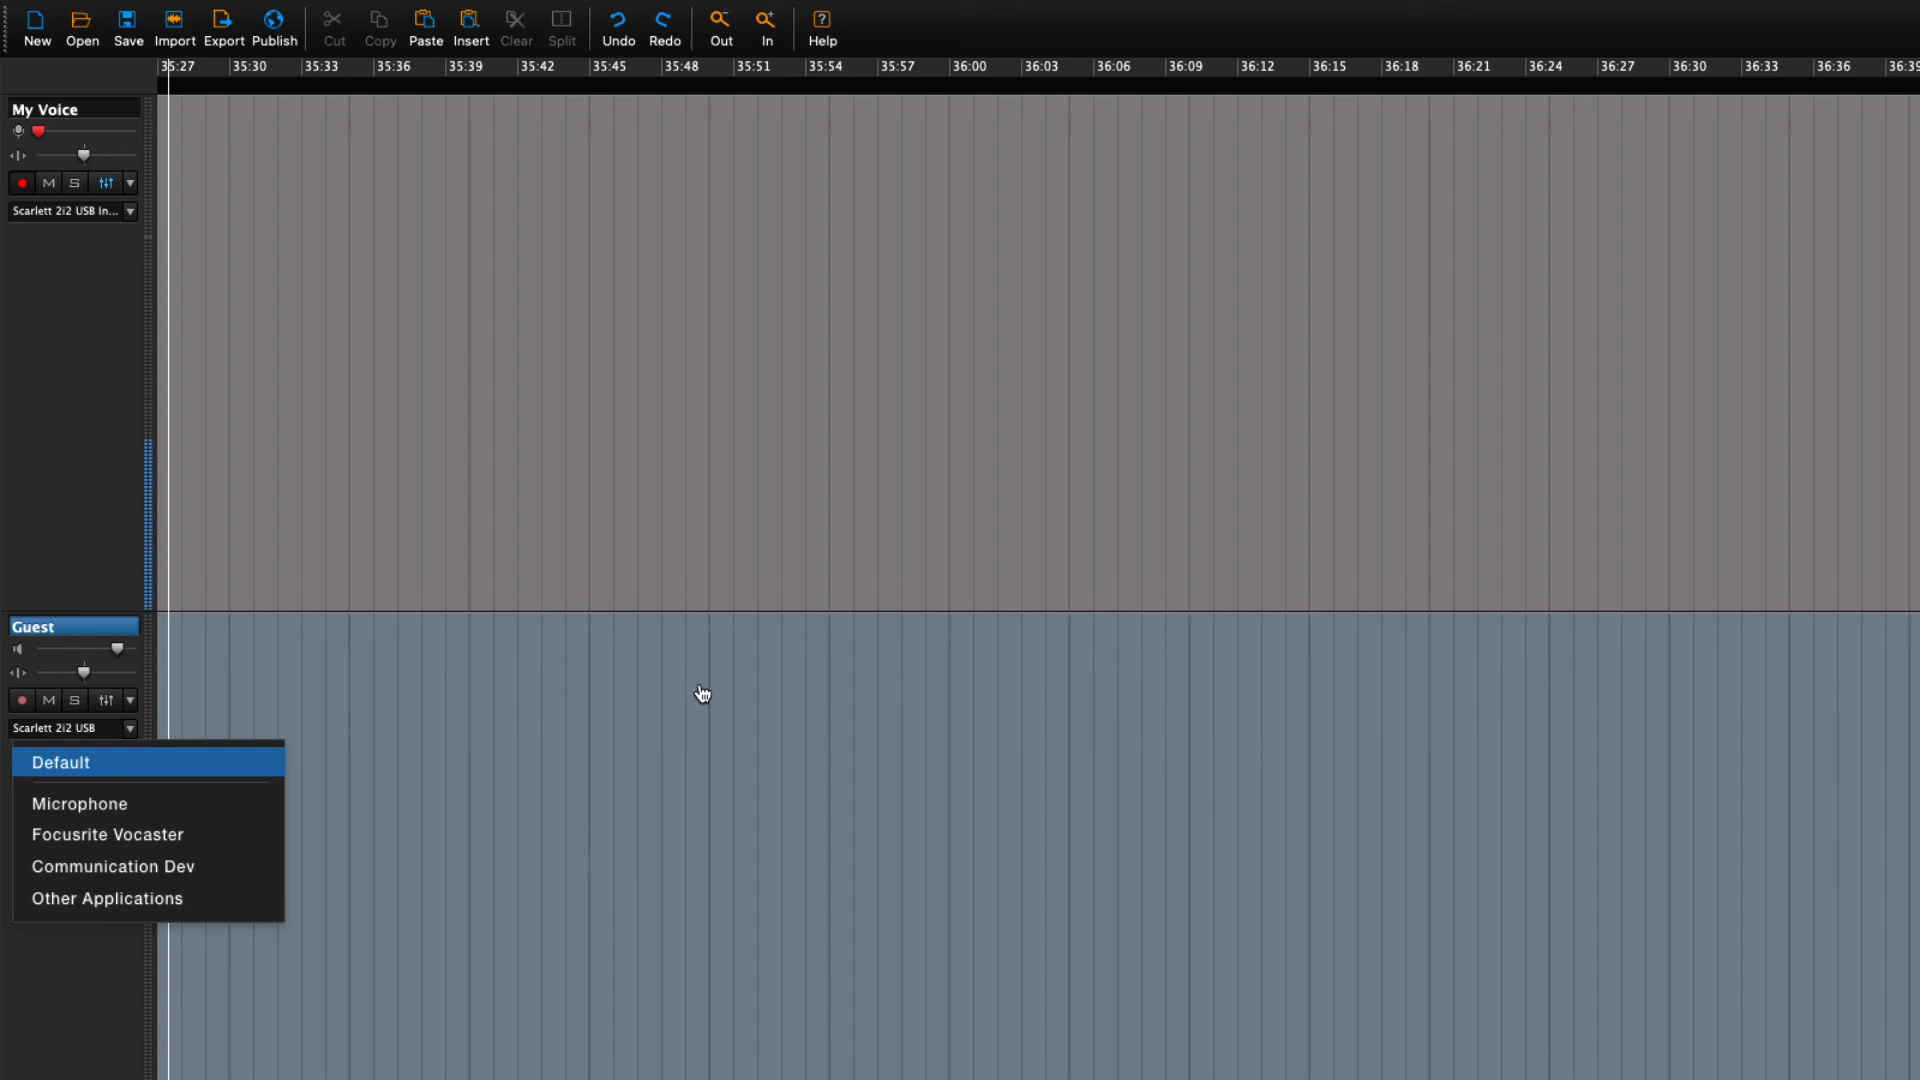 New Open Save Import Export Publish Cut Copy Paste Insert Clear Split Undo Redo Out In Help
35:27 35:30 35:33 35:36 35:39 35:42 35:45 35:48 35:51 35:54 35:57 36:00 36:03 36:06 36:09 36:12 36:15 36:18 36:21 36:24 36:27 36:30 36:33 36:36 36:39
My Voice
M S
Scarlett 2i2 USB In...
Guest
M S
Scarlett 2i2 USB
Default
Microphone
Focusrite Vocaster
Communication Dev
Other Applications